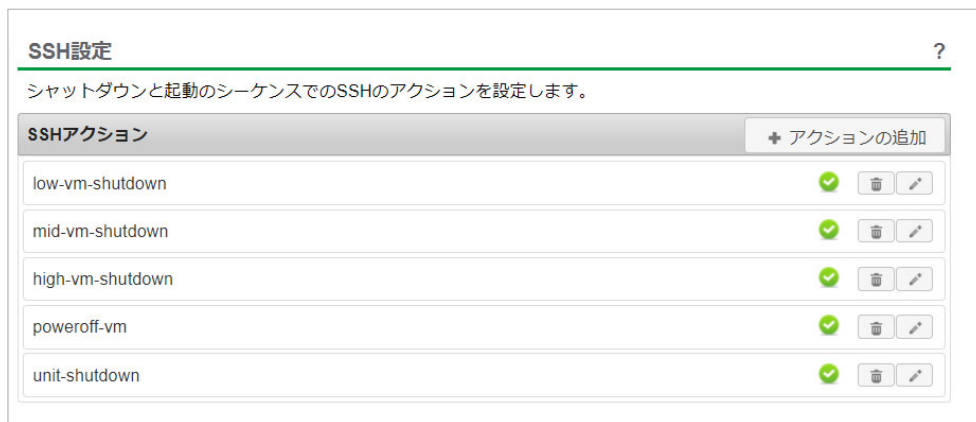 SSH設定 ?
シャットダウンと起動のシーケンスでのSSHのアクションを設定します。
SSHアクション + アクションの追加
low-vm-shutdown
mid-vm-shutdown
high-vm-shutdown
poweroff-vm
unit-shutdown